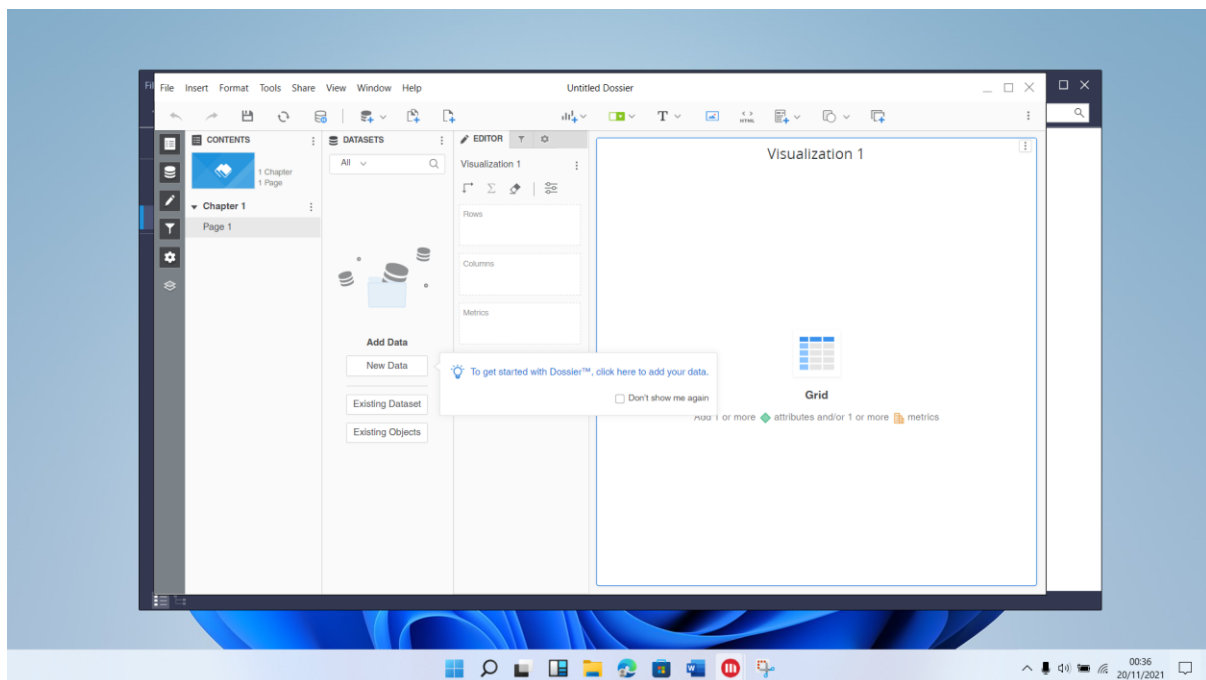 Fil
File Insert Format Tools Share View Window Help
Untitled Dossier
HTML
CONTENTS
1 Chapter
1 Page
Chapter 1
Page 1
DATASETS
All
Add Data
New Data
Existing Dataset
Existing Objects
EDITOR
Visualization 1
Rows
Columns
Metrics
To get started with Dossier™, click here to add your data.
Don't show me again
Visualization 1
Grid
Add 1 or more attributes and/or 1 or more metrics
00:36
20/11/2021